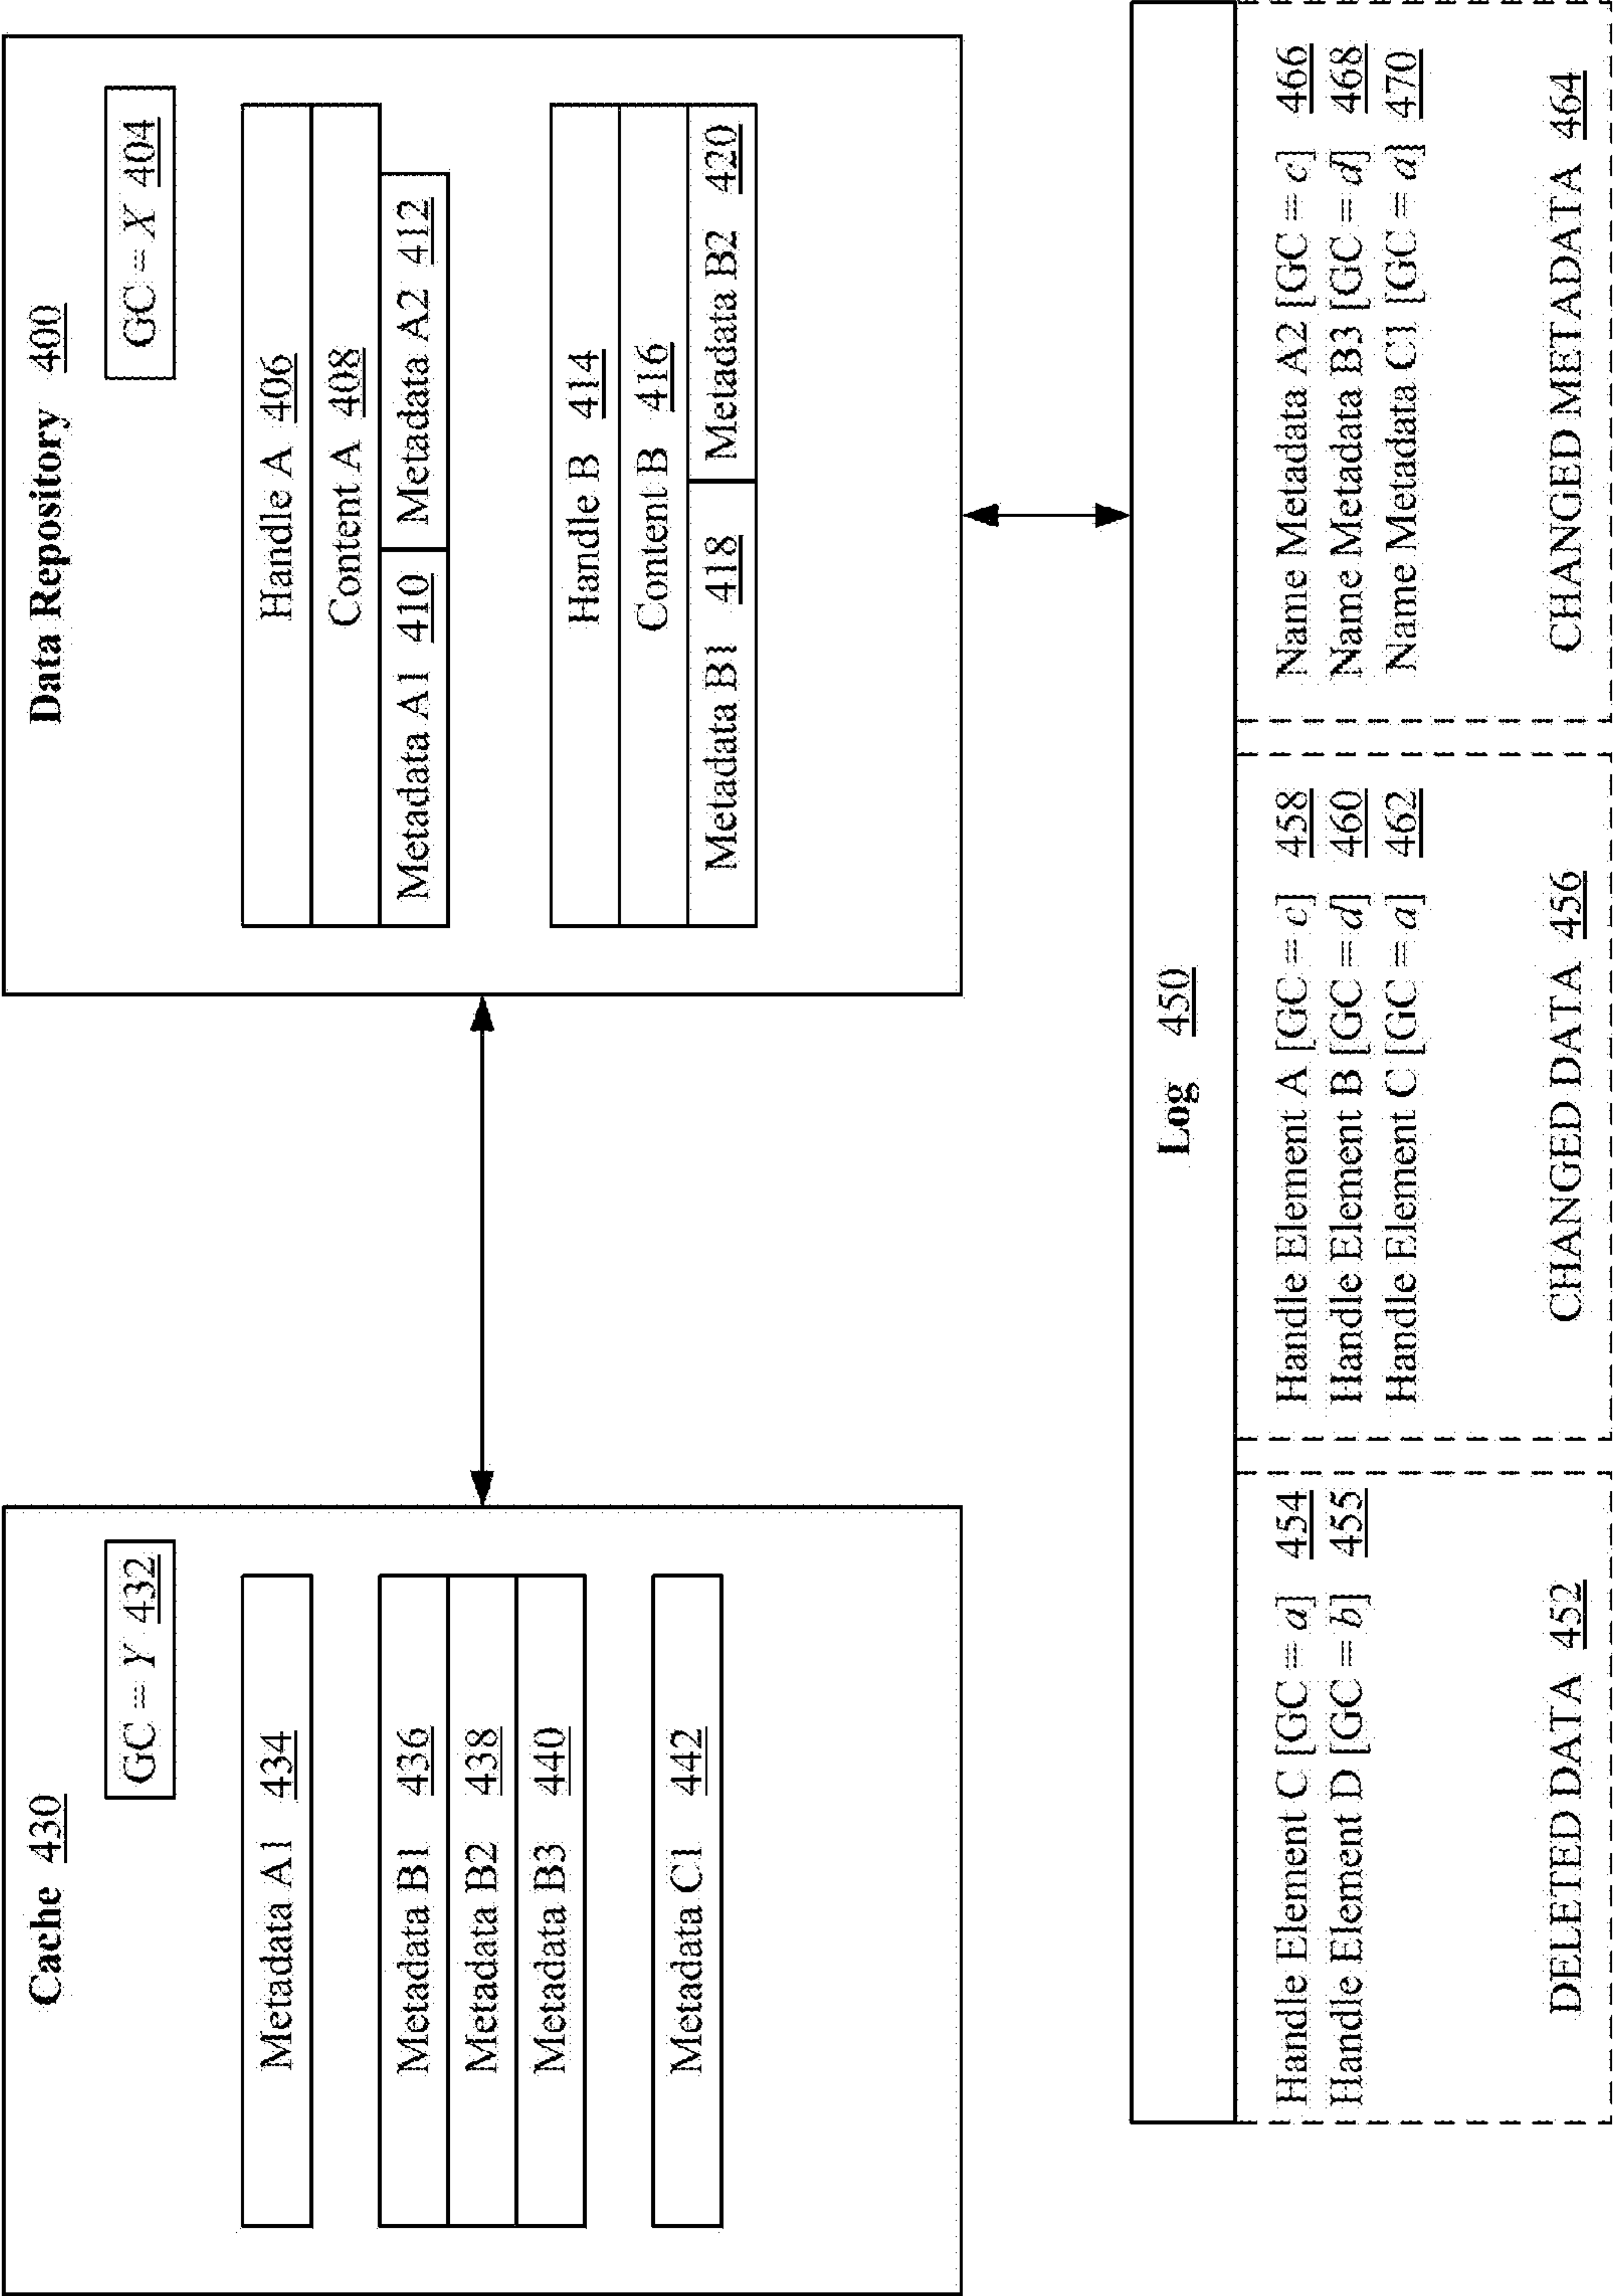 Cache 430
GC = Y 432
Metadata A1 434
Metadata B1 436
Metadata B2 438
Metadata B3 440
Metadata C1 442
Data Repository 400
GC = X 404
Handle A 406
Content A 408
Metadata A1 410 Metadata A2 412
Handle B 414
Content B 416
Metadata B1 418 Metadata B2 420
Log 450
Handle Element C [GC = a] 454
Handle Element D [GC = b] 455
DELETED DATA 452
Handle Element A [GC = c] 458
Handle Element B [GC = d] 460
Handle Element C [GC = a] 462
CHANGED DATA 456
Name Metadata A2 [GC = c] 466
Name Metadata B3 [GC = d] 468
Name Metadata C1 [GC = a] 470
CHANGED METADATA 464